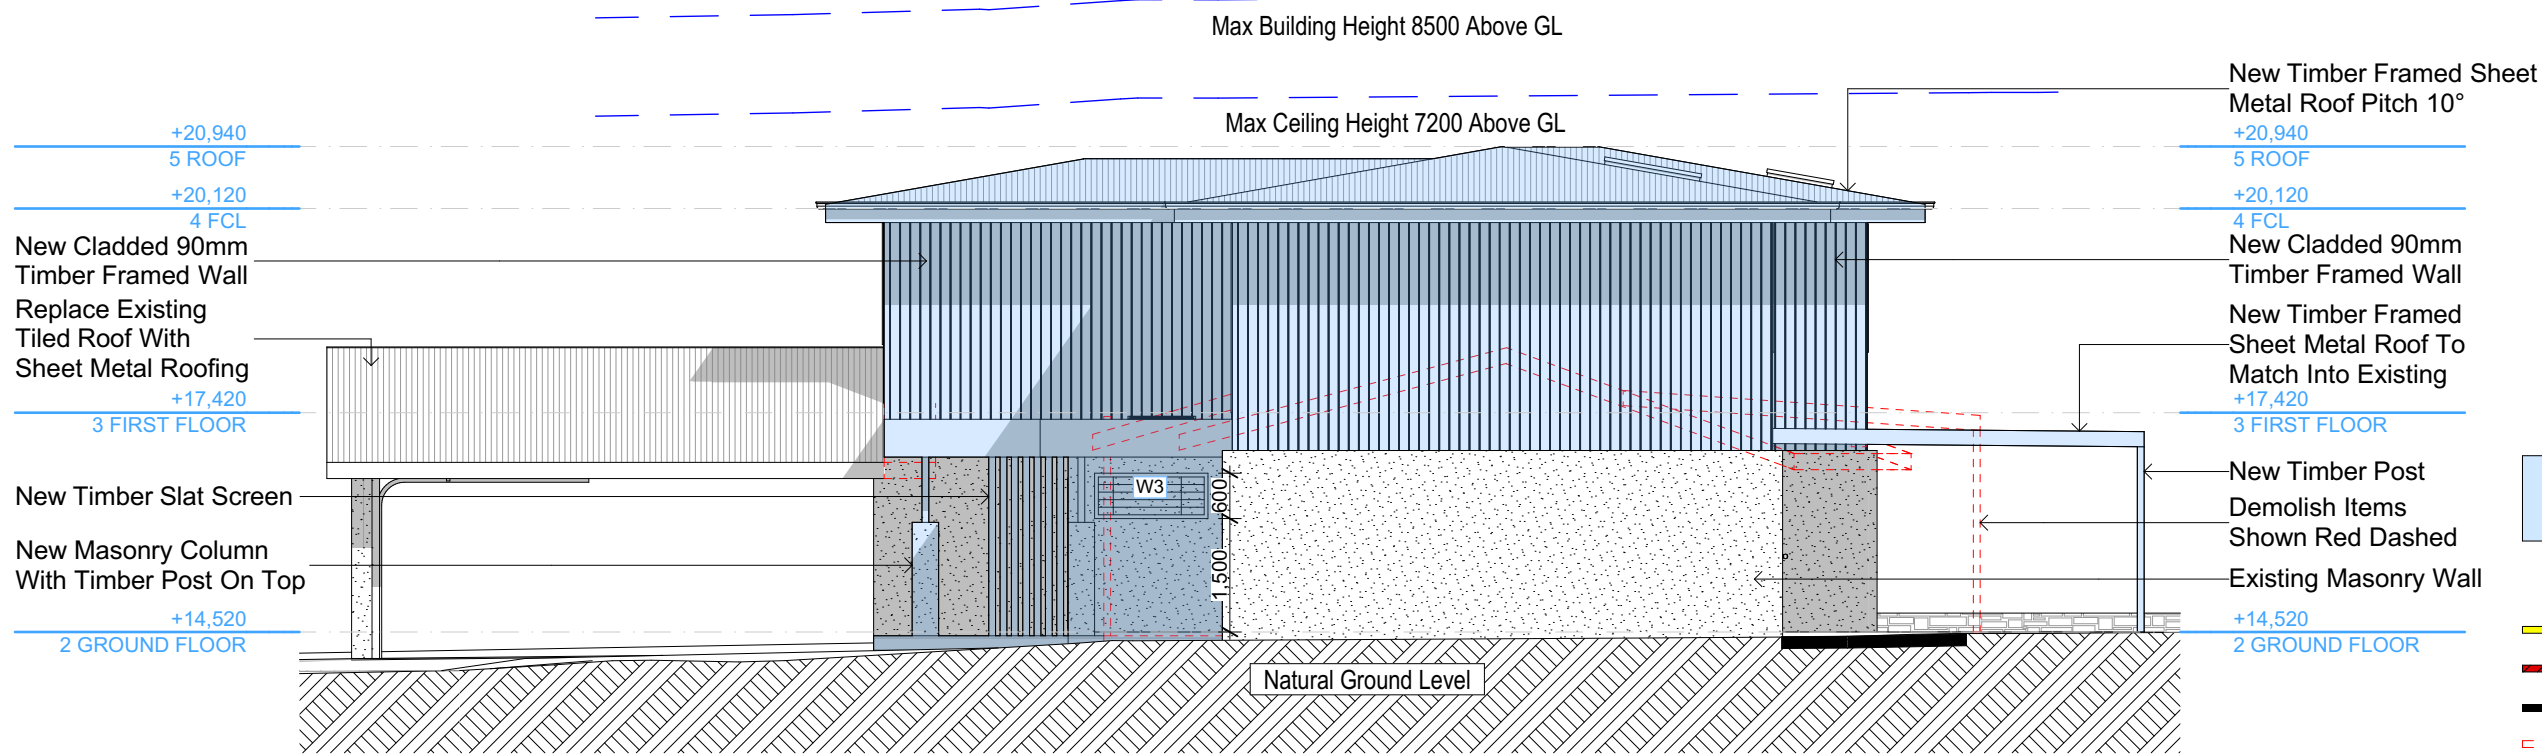 Max Building Height 8500 Above GL
Max Ceiling Height 7200 Above GL
+20,940
5 ROOF
+20,120
4 FCL
New Cladded 90mm
Timber Framed Wall
Replace Existing
Tiled Roof With
Sheet Metal Roofing
+17,420
3 FIRST FLOOR
New Timber Slat Screen
New Masonry Column
With Timber Post On Top
+14,520
2 GROUND FLOOR
W3
600
1,500
Natural Ground Level
New Timber Framed Sheet
Metal Roof Pitch 10°
+20,940
5 ROOF
+20,120
4 FCL
New Cladded 90mm
Timber Framed Wall
New Timber Framed
Sheet Metal Roof To
Match Into Existing
+17,420
3 FIRST FLOOR
New Timber Post
Demolish Items
Shown Red Dashed
Existing Masonry Wall
+14,520
2 GROUND FLOOR